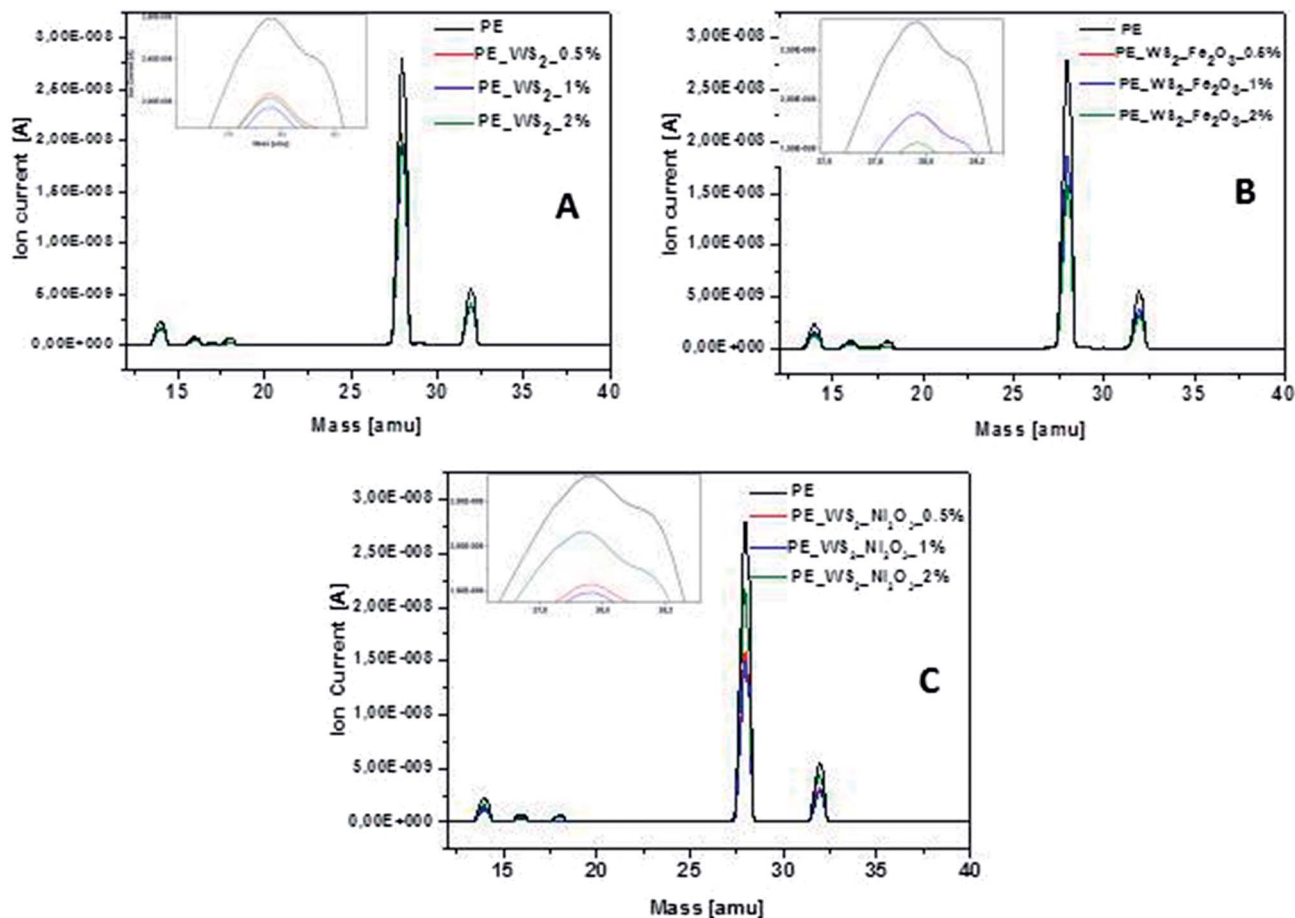 PE
PE_WS2_0.5%
PE_WS2_1%
PE_WS2_2%
A
3,00E-008
2,50E-008
2,00E-008
1,50E-008
1,00E-008
5,00E-009
0,00E+000
Ion current [A]
15 20 25 30 35 40
Mass [amu]
Mass [amu]
PE
PE_WS2_Fe2O3_0.5%
PE_WS2_Fe2O3_1%
PE_WS2_Fe2O3_2%
B
3,00E-008
2,50E-008
2,00E-008
1,50E-008
1,00E-008
5,00E-009
0,00E+000
Ion current [A]
15 20 25 30 35 40
Mass [amu]
PE
PE_WS2_Ni2O3_0.5%
PE_WS2_Ni2O3_1%
PE_WS2_Ni2O3_2%
C
3,00E-008
2,50E-008
2,00E-008
1,50E-008
1,00E-008
5,00E-009
0,00E+000
Ion Current [A]
15 20 25 30 35 40
Mass [amu]